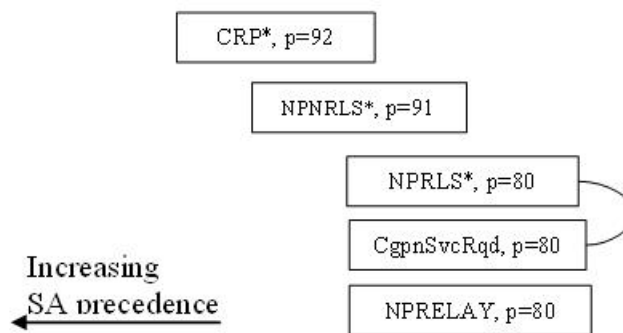 CRP*, p=92
NPNRLS*, p=91
NPRLS*, p=80
CgpnSvcRqd, p=80
Increasing
SA precedence
NPRELAY, p=80